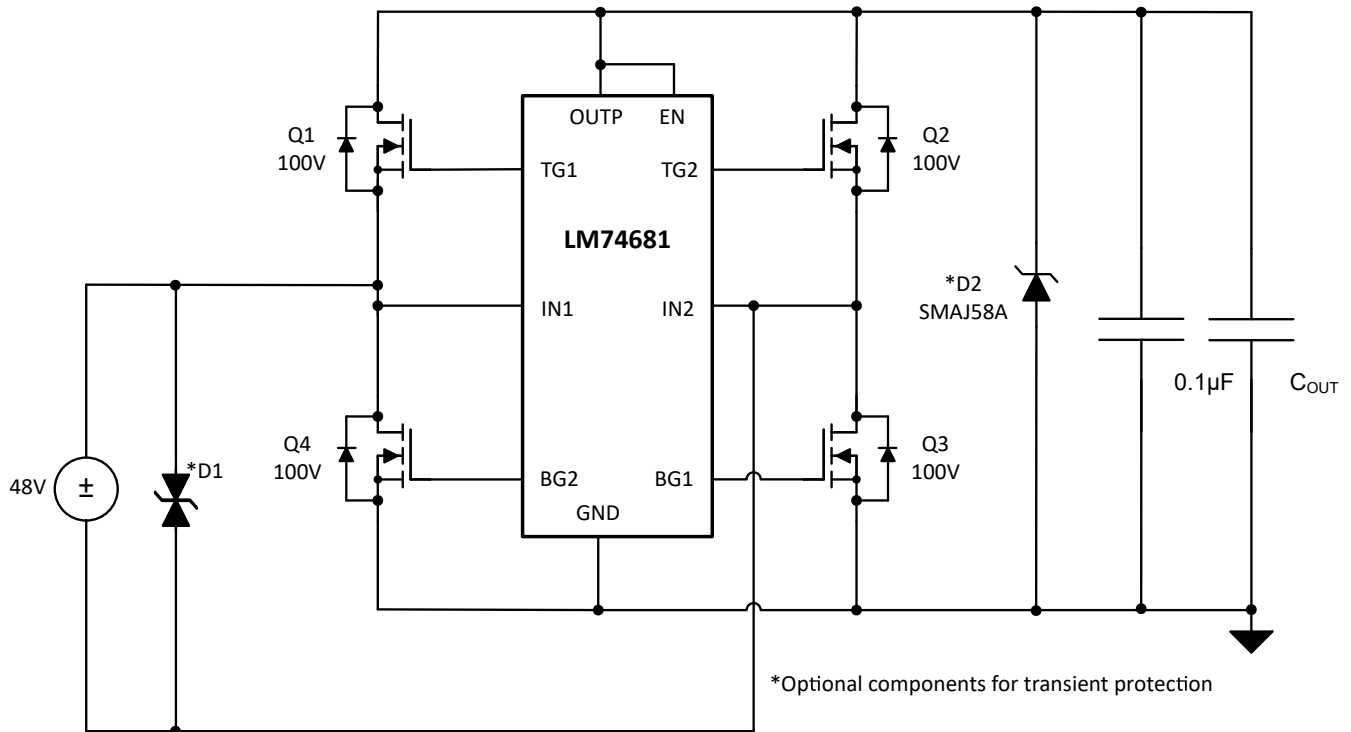 OUTP EN
Q1
100V
TG1
TG2
Q2
100V
LM74681
IN1
IN2
*D2
SMAJ58A
0.1µF
COUT
Q4
100V
BG2
BG1
Q3
100V
48V
±
*D1
GND
*Optional components for transient protection